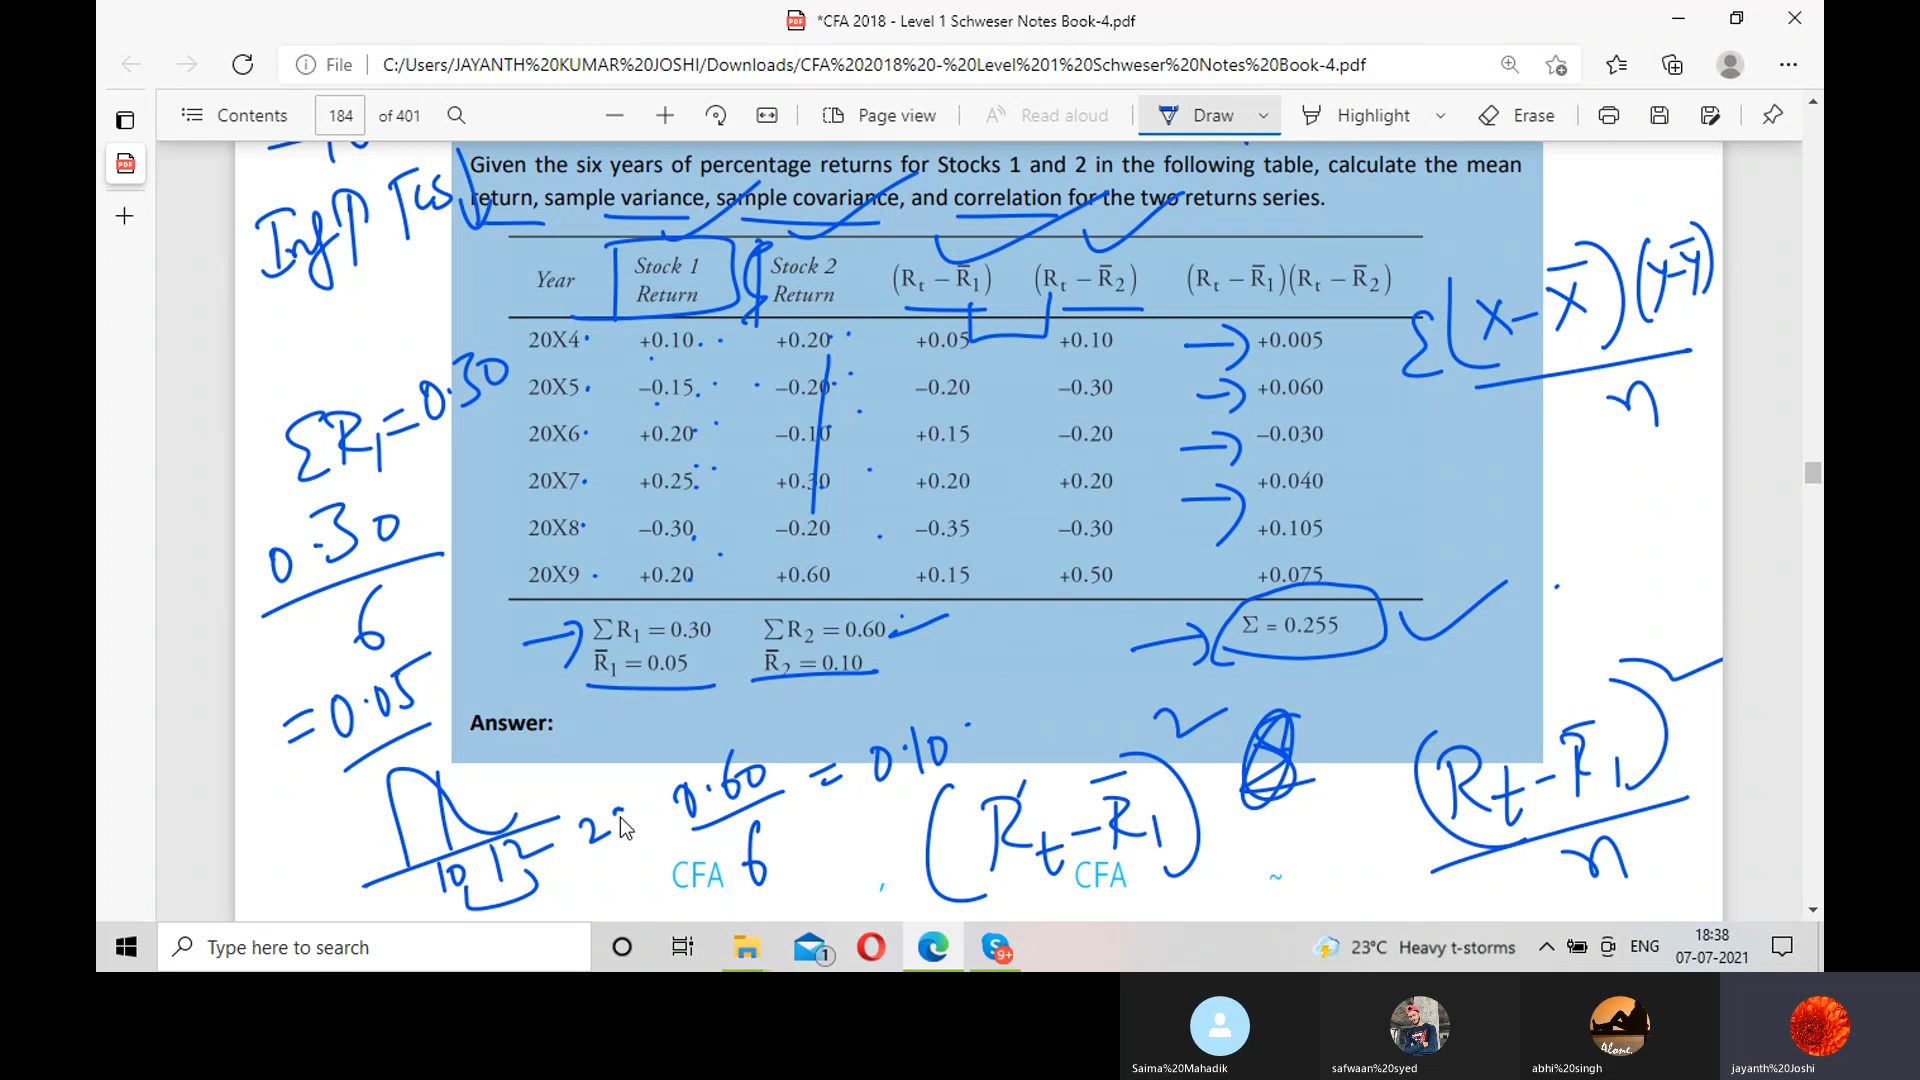 *CFA 2018 - Level 1 Schweser Notes Book-4.pdf
File C:/Users/JAYANTH%20KUMAR%20JOSHI/Downloads/CFA%202018%20-%20Level%201%20Schweser%20Notes%20Book-4.pdf
Contents 184 of 401 Page view Read aloud Draw Highlight Erase
Given the six years of percentage returns for Stocks 1 and 2 in the following table, calculate the mean
return, sample variance, sample covariance, and correlation for the two returns series.
Inf TCS
Year Stock 1 Return Stock 2 Return (Rt − R̄1) (Rt − R̄2) (Rt − R̄1)(Rt − R̄2)
20X4 +0.10 +0.20 +0.05 +0.10 +0.005
20X5 −0.15 −0.20 −0.20 −0.30 +0.060
20X6 +0.20 −0.10 +0.15 −0.20 −0.030
20X7 +0.25 +0.30 +0.20 +0.20 +0.040
20X8 −0.30 −0.20 −0.35 −0.30 +0.105
20X9 +0.20 +0.60 +0.15 +0.50 +0.075
ΣR1 = 0.30 ΣR2 = 0.60 Σ = 0.255
R̄1 = 0.05 R̄2 = 0.10
Σ(x − x̄)(y − ȳ)
n
ΣR1 = 0.30
0.30
6
= 0.05
Answer:
10 12 2
0.60 = 0.10
6
(Rt − R̄1)²
(Rt − R̄1)²
n
CFA CFA
Type here to search
1
9+
23°C Heavy t-storms ENG 18:38
07-07-2021
Saima%20Mahadik safwaan%20syed abhi%20singh jayanth%20Joshi
Alone.